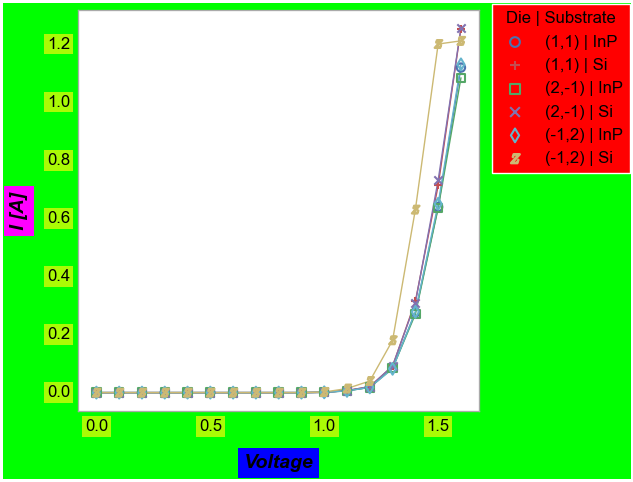 Die | Substrate
(1,1) | InP
(1,1) | Si
(2,-1) | InP
(2,-1) | Si
(-1,2) | InP
(-1,2) | Si
1.2
1.0
0.8
0.6
0.4
0.2
0.0
I [A]
0.0 0.5 1.0 1.5
Voltage